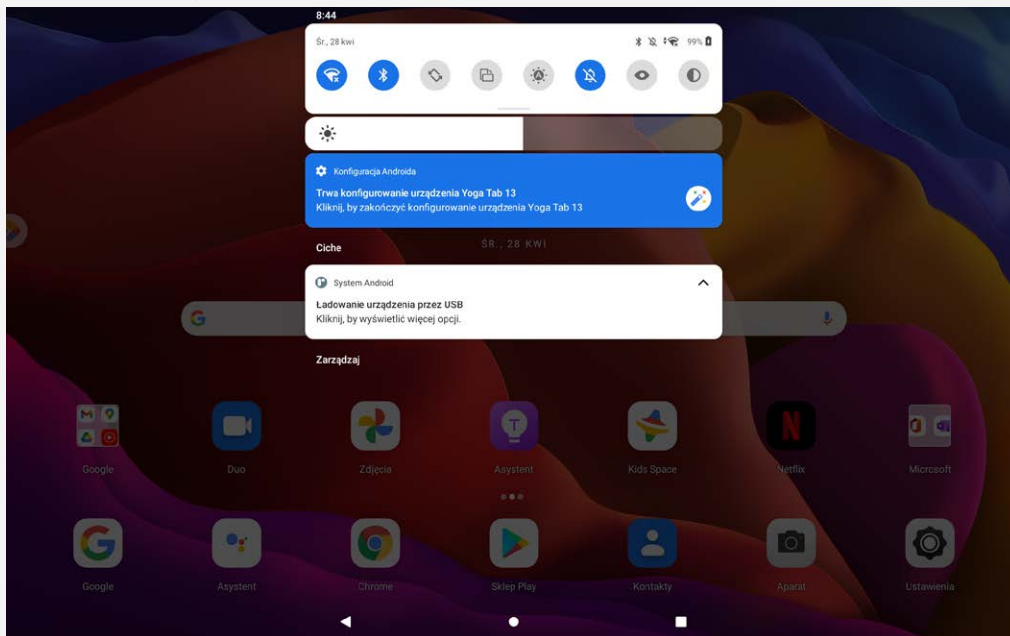 8:44
Śr., 28 kwi
99%
Konfiguracja Androida
Trwa konfigurowanie urządzenia Yoga Tab 13
Kliknij, by zakończyć konfigurowanie urządzenia Yoga Tab 13
Ciche
ŚR., 28 KWI
System Android
Ładowanie urządzenia przez USB
Kliknij, by wyświetlić więcej opcji.
Zarządzaj
Google Duo Zdjęcia Asystent Kids Space Netflix Microsoft
Google Asystent Chrome Sklep Play Kontakty Aparat Ustawienia